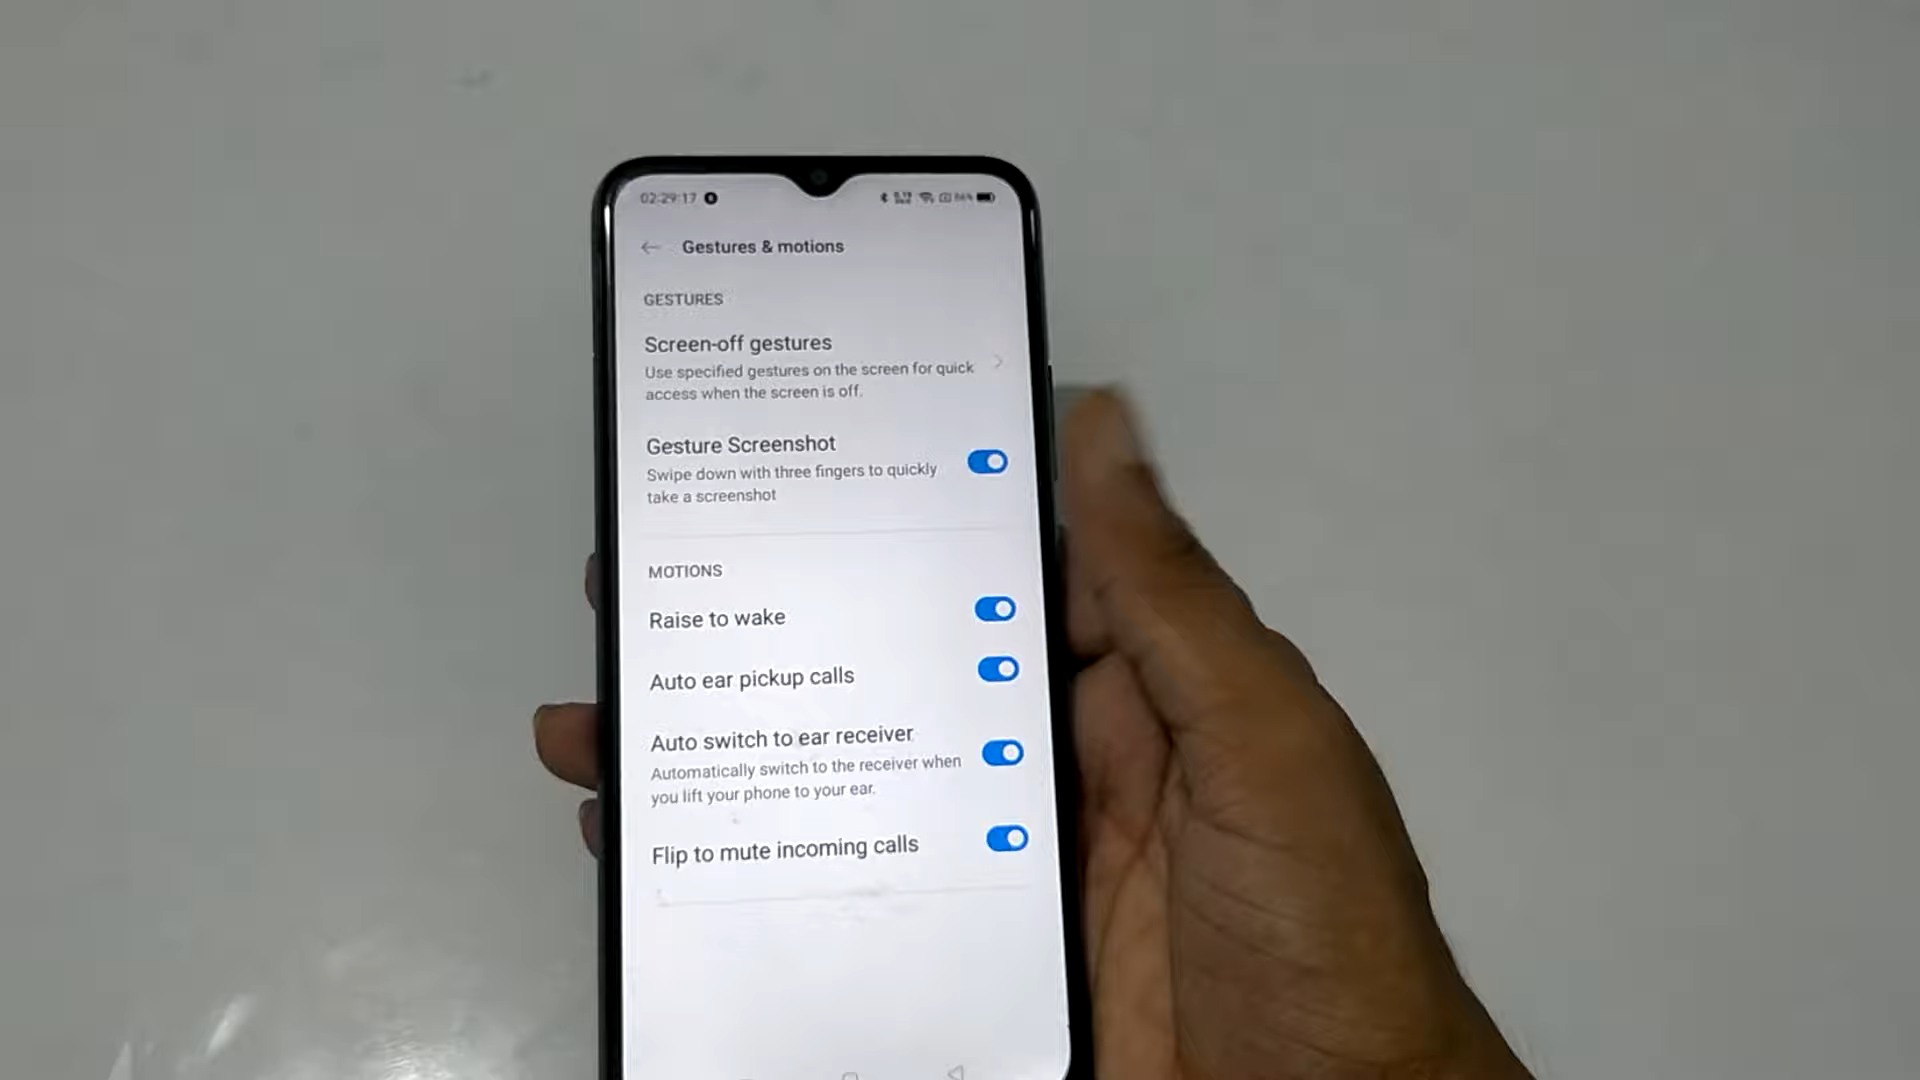 02:29:17
Gestures & motions
GESTURES
Screen-off gestures
Use specified gestures on the screen for quick
access when the screen is off.
Gesture Screenshot
Swipe down with three fingers to quickly
take a screenshot
MOTIONS
Raise to wake
Auto ear pickup calls
Auto switch to ear receiver
Automatically switch to the receiver when
you lift your phone to your ear.
Flip to mute incoming calls